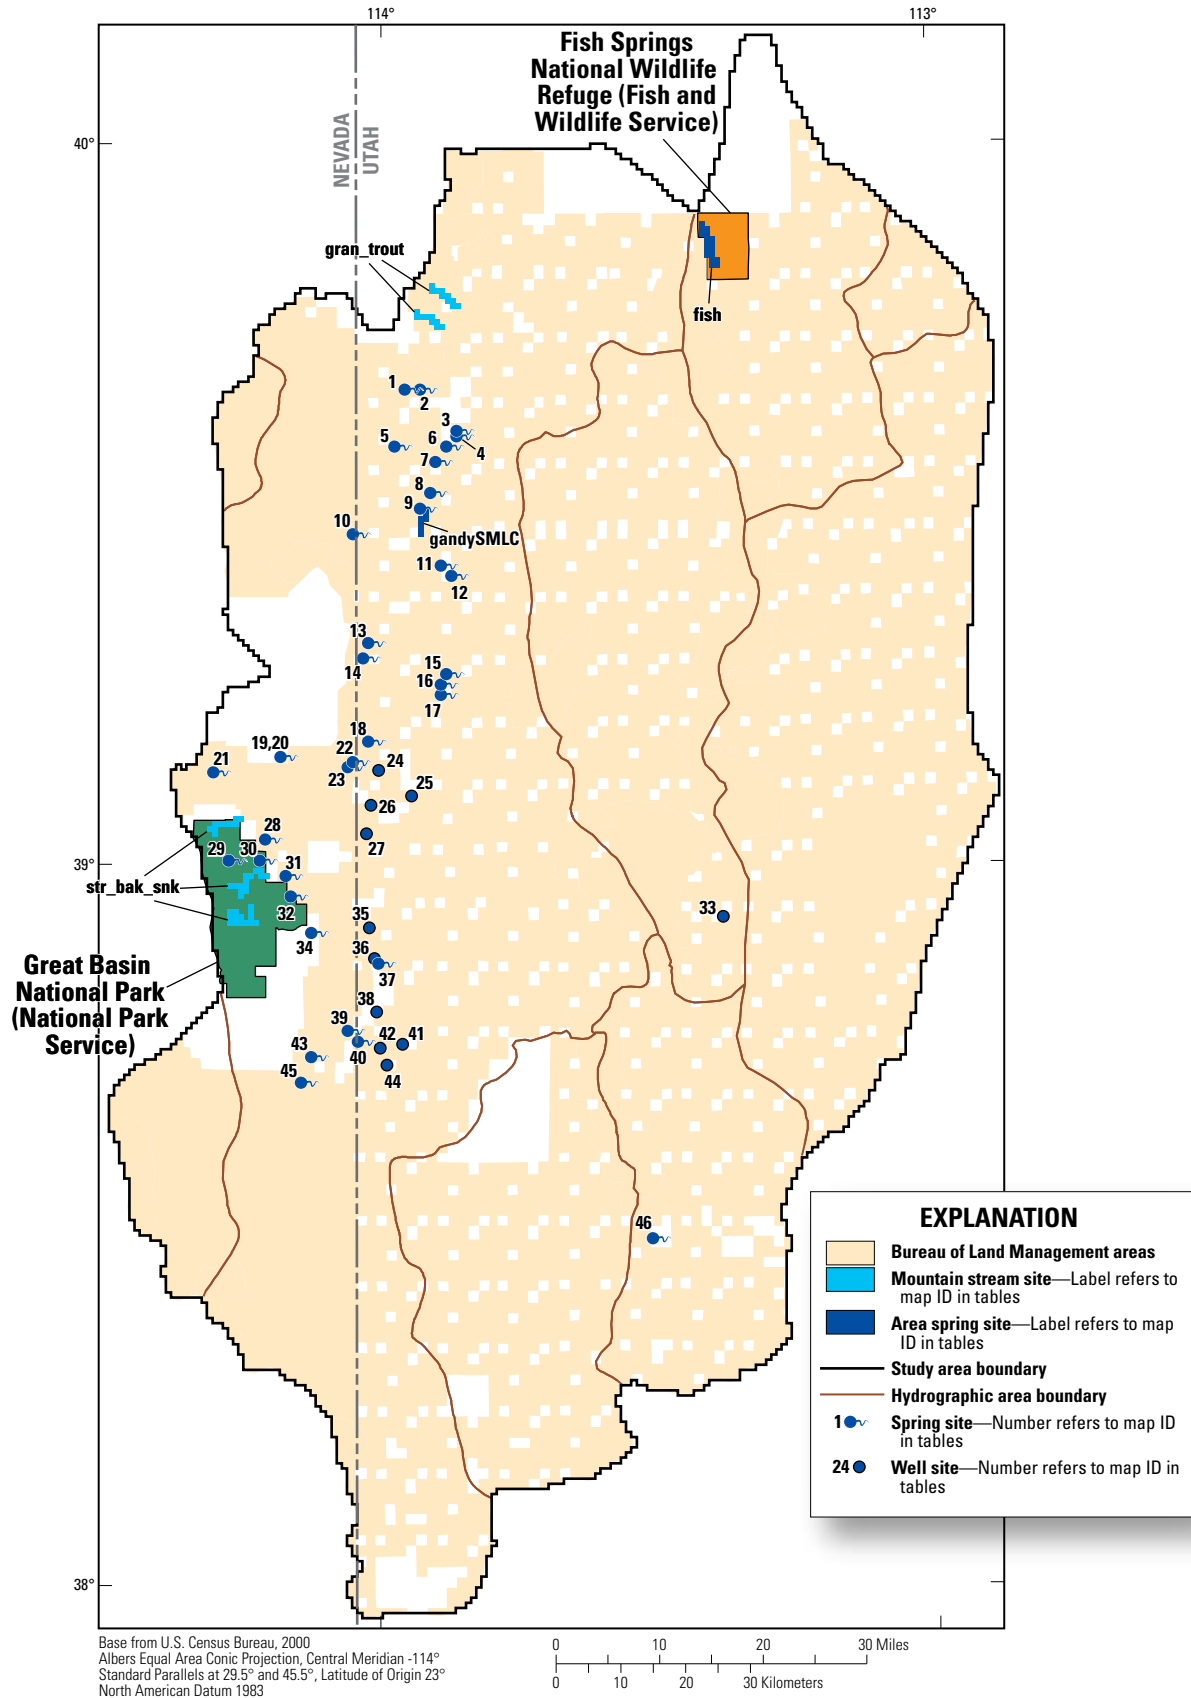 114°
113°
Fish Springs
National Wildlife
Refuge (Fish and
Wildlife Service)
40°
NEVADA
UTAH
gran_trout
fish
1
2
3
4
5
6
7
8
9
gandySMLC
10
11
12
13
14
15
16
17
18
19,20
21
22
23
24
25
26
27
28
29
30
31
39°
str_bak_snk
32
33
34
35
36
37
Great Basin
National Park
(National Park
Service)
38
39
40
41
42
43
44
45
46
38°
EXPLANATION
Bureau of Land Management areas
Mountain stream site—Label refers to
map ID in tables
Area spring site—Label refers to map
ID in tables
Study area boundary
Hydrographic area boundary
1 Spring site—Number refers to map ID
in tables
24 Well site—Number refers to map ID in
tables
Base from U.S. Census Bureau, 2000
Albers Equal Area Conic Projection, Central Meridian -114°
Standard Parallels at 29.5° and 45.5°, Latitude of Origin 23°
North American Datum 1983
0 10 20 30 Miles
0 10 20 30 Kilometers